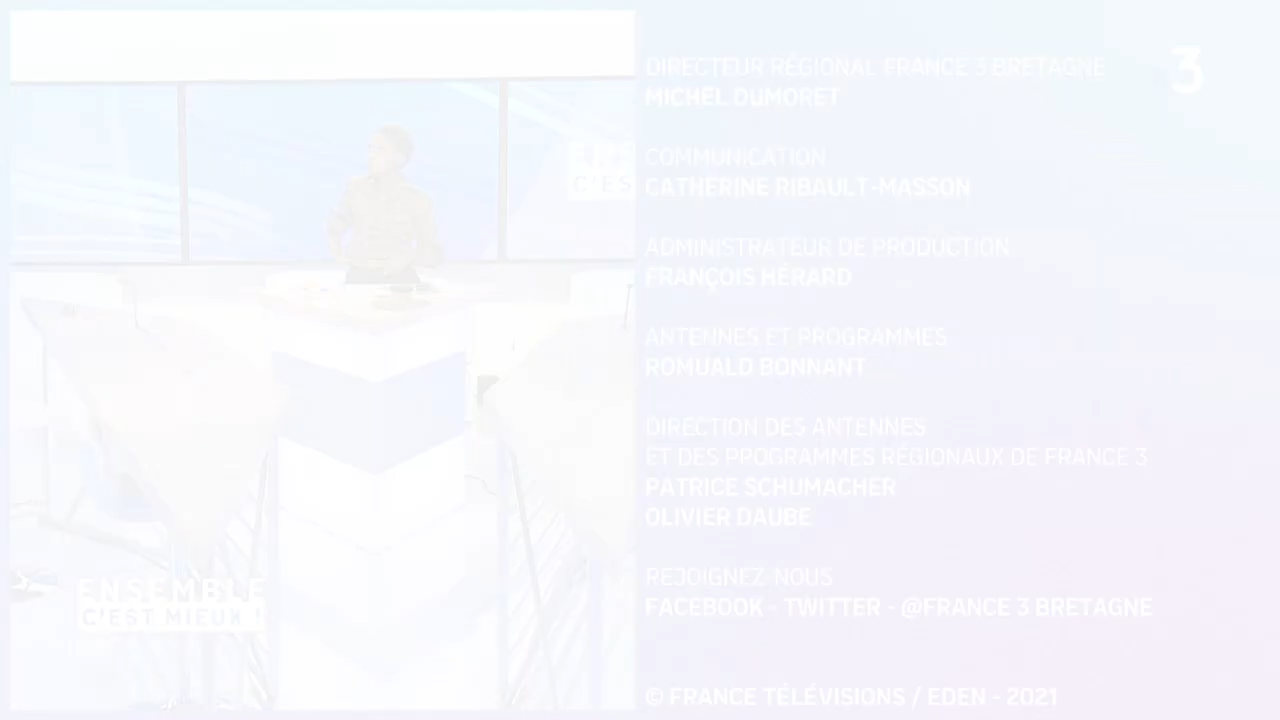 3
DIRECTEUR RÉGIONAL FRANCE 3 BRETAGNE
MICHEL DUMORET
COMMUNICATION
CATHERINE RIBAULT-MASSON
ADMINISTRATEUR DE PRODUCTION
FRANÇOIS HÉRARD
ANTENNES ET PROGRAMMES
ROMUALD BONNANT
DIRECTION DES ANTENNES
ET DES PROGRAMMES RÉGIONAUX DE FRANCE 3
PATRICE SCHUMACHER
OLIVIER DAUBE
REJOIGNEZ-NOUS
FACEBOOK - TWITTER - @FRANCE 3 BRETAGNE
© FRANCE TÉLÉVISIONS / EDEN - 2021
ENS
C'ES
ENSEMBLE
C'EST MIEUX !